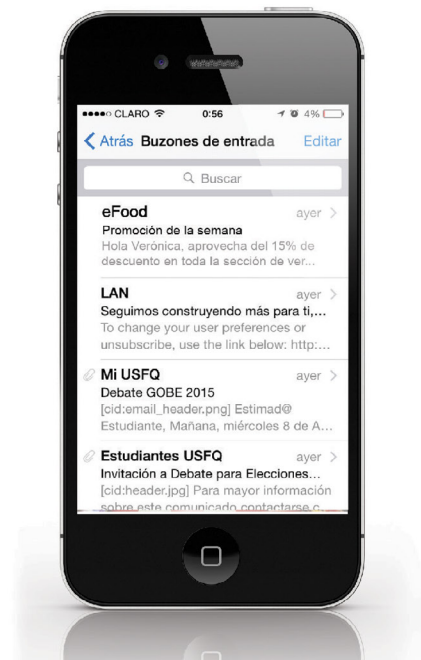 CLARO 0:56 4%
Atrás Buzones de entrada Editar
Buscar
eFood ayer
Promoción de la semana
Hola Verónica, aprovecha del 15% de
descuento en toda la sección de ver...
LAN ayer
Seguimos construyendo más para ti,...
To change your user preferences or
unsubscribe, use the link below: http:...
Mi USFQ ayer
Debate GOBE 2015
[cid:email_header.png] Estimad@
Estudiante, Mañana, miércoles 8 de A...
Estudiantes USFQ ayer
Invitación a Debate para Elecciones...
[cid:header.jpg] Para mayor información
sobre este comunicado contactarse c...